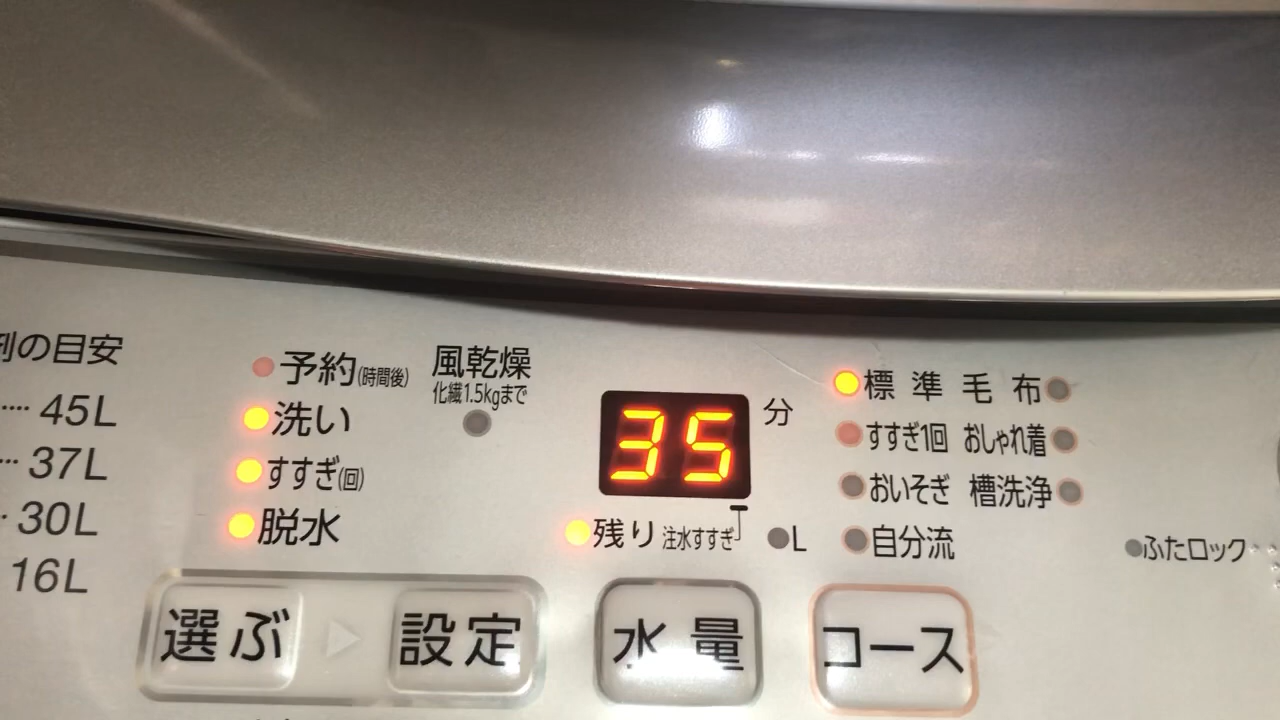 剤の目安
45L
37L
30L
16L
予約(時間後)
洗い
すすぎ(回)
脱水
風乾燥
化繊1.5kgまで
35 分
残り 注水すすぎ L
標準 毛布
すすぎ1回 おしゃれ着
おいそぎ 槽洗浄
自分流
ふたロック
選ぶ 設定 水量 コース